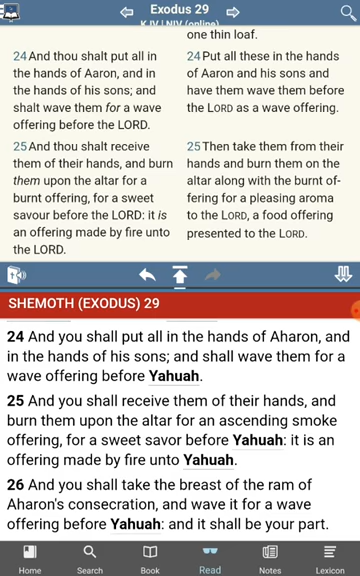 Exodus 29
KJV | NIV (online)
one thin loaf.
24 And thou shalt put all in
the hands of Aaron, and in
the hands of his sons; and
shalt wave them for a wave
offering before the LORD.
24 Put all these in the hands
of Aaron and his sons and
have them wave them before
the LORD as a wave offering.
25 And thou shalt receive
them of their hands, and burn
them upon the altar for a
burnt offering, for a sweet
savour before the LORD: it is
an offering made by fire unto
the LORD.
25 Then take them from their
hands and burn them on the
altar along with the burnt of-
fering for a pleasing aroma
to the LORD, a food offering
presented to the LORD.
SHEMOTH (EXODUS) 29
24 And you shall put all in the hands of Aharon, and
in the hands of his sons; and shall wave them for a
wave offering before Yahuah.
25 And you shall receive them of their hands, and
burn them upon the altar for an ascending smoke
offering, for a sweet savor before Yahuah: it is an
offering made by fire unto Yahuah.
26 And you shall take the breast of the ram of
Aharon's consecration, and wave it for a wave
offering before Yahuah: and it shall be your part.
Home
Search
Book
Read
Notes
Lexicon